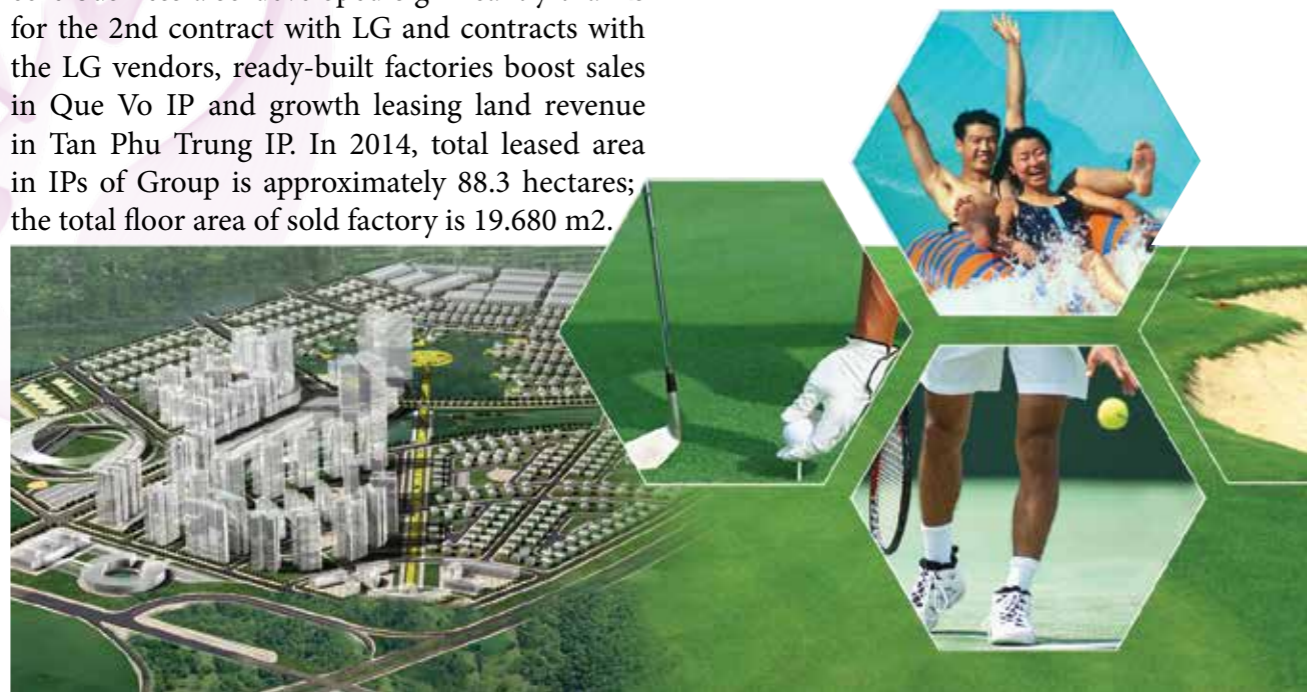 for the 2nd contract with LG and contracts with
the LG vendors, ready-built factories boost sales
in Que Vo IP and growth leasing land revenue
in Tan Phu Trung IP. In 2014, total leased area
in IPs of Group is approximately 88.3 hectares;
the total floor area of sold factory is 19.680 m2.